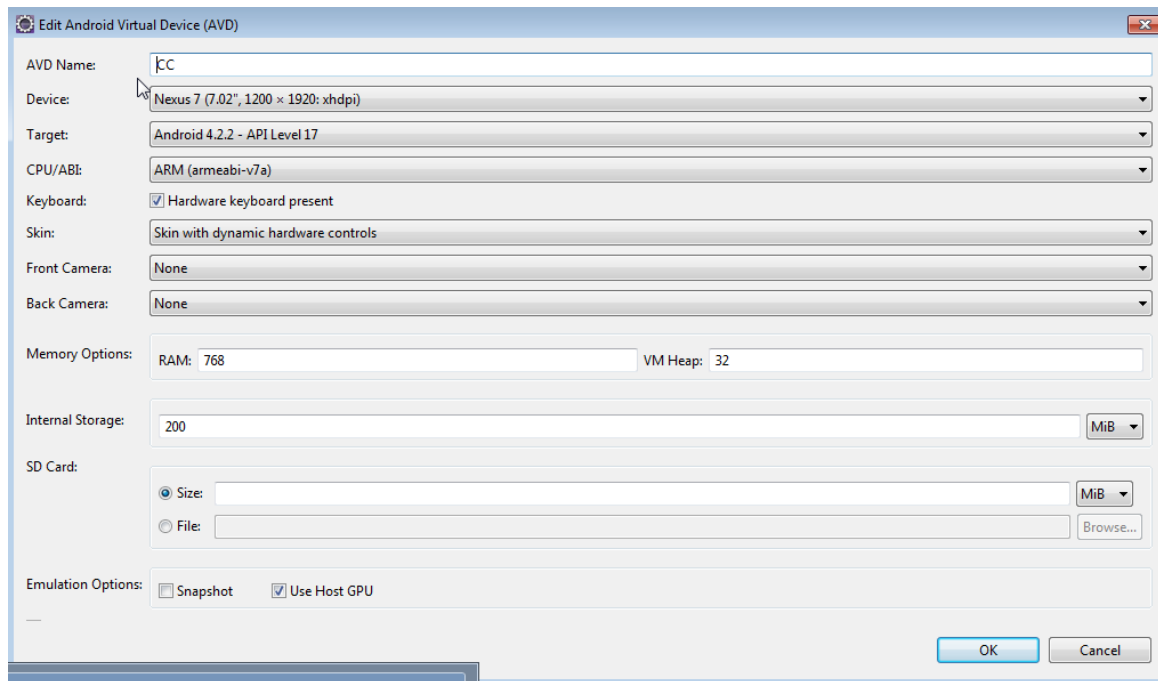 Edit Android Virtual Device (AVD)
AVD Name: CC
Device: Nexus 7 (7.02", 1200 × 1920: xhdpi)
Target: Android 4.2.2 - API Level 17
CPU/ABI: ARM (armeabi-v7a)
Keyboard: Hardware keyboard present
Skin: Skin with dynamic hardware controls
Front Camera: None
Back Camera: None
Memory Options: RAM: 768 VM Heap: 32
Internal Storage: 200 MiB
SD Card:
Size: MiB
File: Browse...
Emulation Options: Snapshot Use Host GPU
OK Cancel